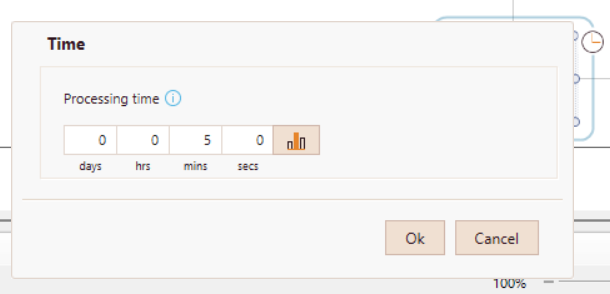 Time
Processing time
0 0 5 0
days hrs mins secs
Ok Cancel
100%